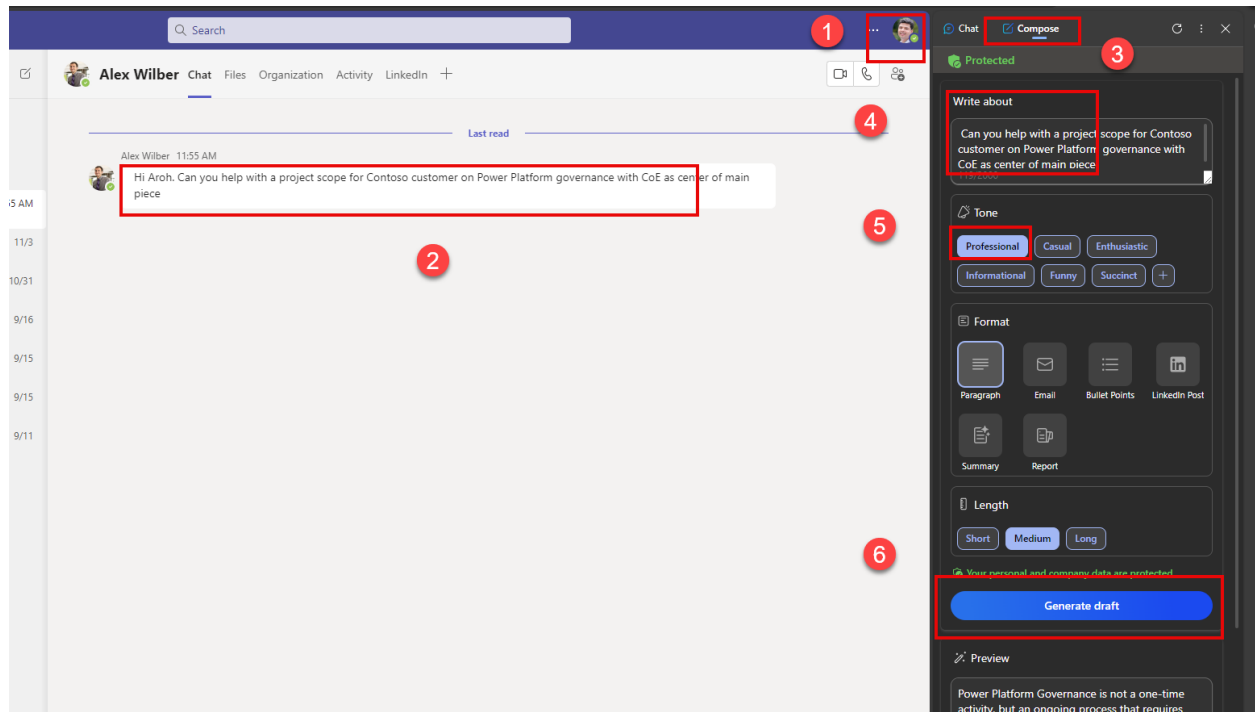 Search
1
...
Chat
Compose
3
Protected
Alex Wilber
Chat
Files
Organization
Activity
LinkedIn
4
Last read
Alex Wilber 11:55 AM
Hi Aroh. Can you help with a project scope for Contoso customer on Power Platform governance with CoE as center of main
piece
2
AM
11/3
10/31
9/16
9/15
9/15
9/11
Write about
Can you help with a project scope for Contoso
customer on Power Platform governance with
CoE as center of main piece
113/2000
5
Tone
Professional
Casual
Enthusiastic
Informational
Funny
Succinct
Format
Paragraph
Email
Bullet Points
LinkedIn Post
Summary
Report
Length
Short
Medium
Long
6
Your personal and company data are protected
Generate draft
Preview
Power Platform Governance is not a one-time
activity, but an ongoing process that requires